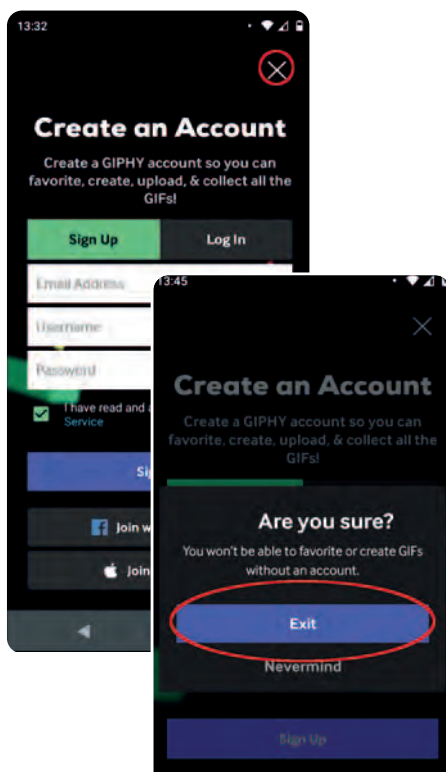 13:32
Create an Account
Create a GIPHY account so you can
favorite, create, upload, & collect all the
GIFs!
Sign Up
Log In
Email Address
Username
Password
I have read and
Service
Join
Join
13:45
Create an Account
Create a GIPHY account so you can
favorite, create, upload, & collect all the
GIFs!
Are you sure?
You won't be able to favorite or create GIFs
without an account.
Exit
Nevermind
Sign Up